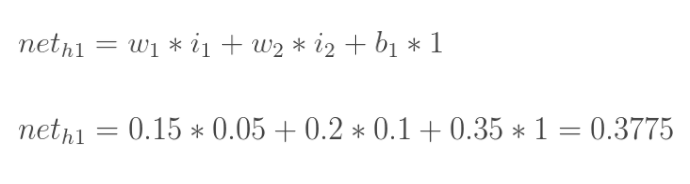 net_{h1} = w_1 * i_1 + w_2 * i_2 + b_1 * 1
net_{h1} = 0.15 * 0.05 + 0.2 * 0.1 + 0.35 * 1 = 0.3775